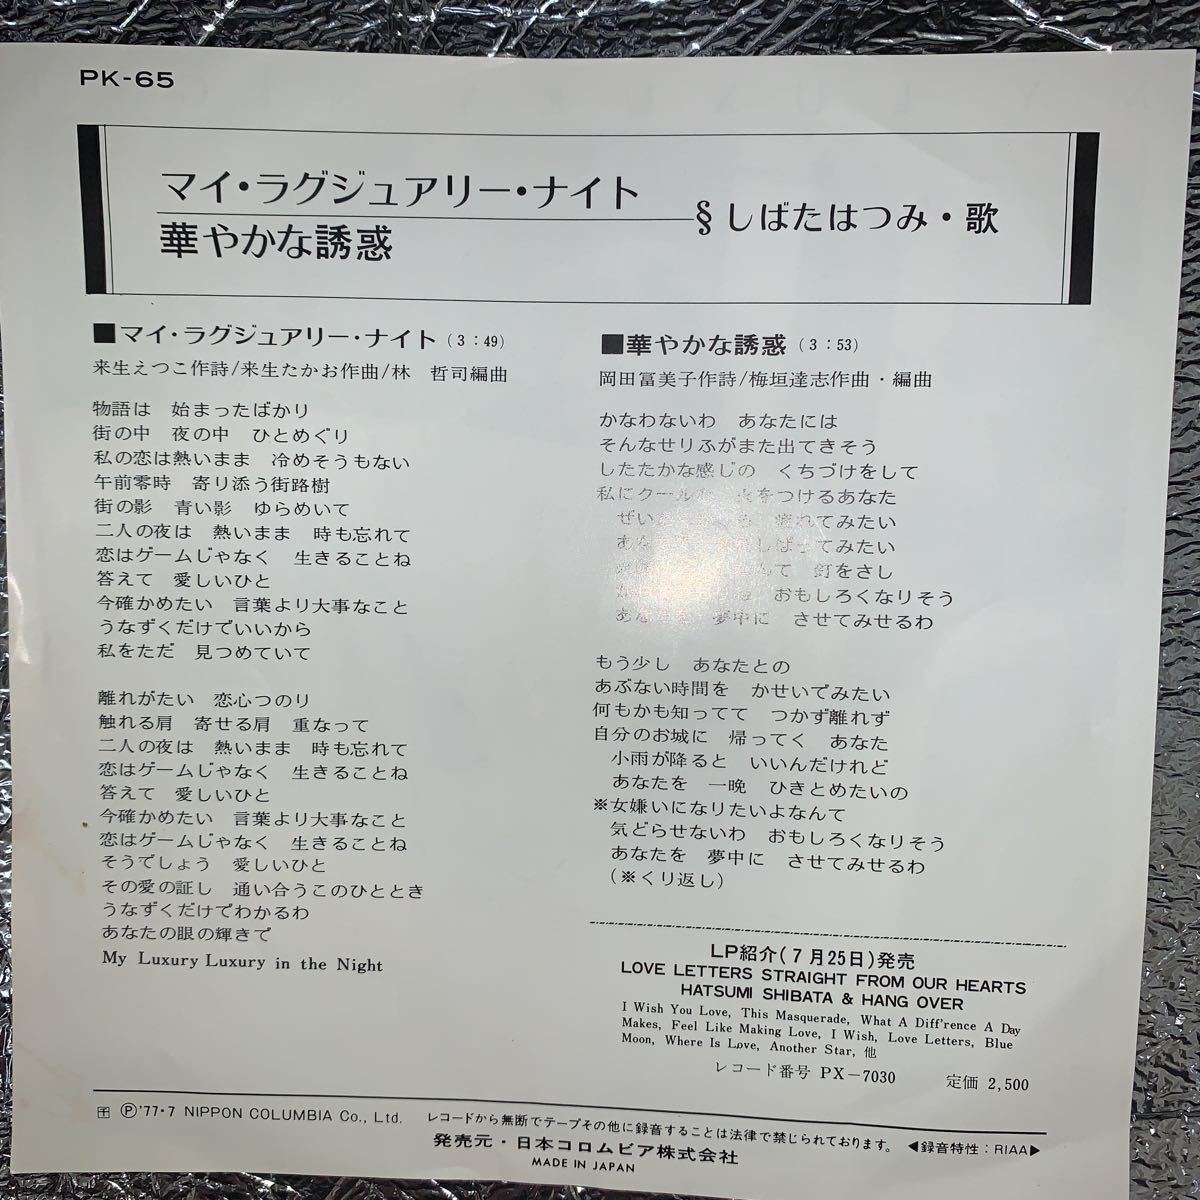 PK-65
マイ・ラグジュアリー・ナイト
華やかな誘惑
§しばたはつみ・歌
■マイ・ラグジュアリー・ナイト(3：49)
来生えつこ作詩/来生たかお作曲/林　哲司編曲
物語は　始まったばかり
街の中　夜の中　ひとめぐり
私の恋は熱いまま　冷めそうもない
午前零時　寄り添う街路樹
街の影　青い影　ゆらめいて
二人の夜は　熱いまま　時も忘れて
恋はゲームじゃなく　生きることね
答えて　愛しいひと
今確かめたい　言葉より大事なこと
うなずくだけでいいから
私をただ　見つめていて
離れがたい　恋心つのり
触れる肩　寄せる肩　重なって
二人の夜は　熱いまま　時も忘れて
恋はゲームじゃなく　生きることね
答えて　愛しいひと
今確かめたい　言葉より大事なこと
恋はゲームじゃなく　生きることね
そうでしょう　愛しいひと
その愛の証し　通い合うこのひととき
うなずくだけでわかるわ
あなたの眼の輝きで
My Luxury Luxury in the Night
■華やかな誘惑(3：53)
岡田冨美子作詩/梅垣達志作曲・編曲
かなわないわ　あなたには
そんなせりふがまた出てきそう
したたかな感じの　くちづけをして
私にクール　火をつけるあなた
ぜい　てみたい
あな　しばってみたい
て　釘をさし
おもしろくなりそう
あなたを　夢中に　させてみせるわ
もう少し　あなたとの
あぶない時間を　かせいでみたい
何もかも知ってて　つかず離れず
自分のお城に　帰ってく　あなた
小雨が降ると　いいんだけれど
あなたを　一晩　ひきとめたいの
※女嫌いになりたいよなんて
気どらせないわ　おもしろくなりそう
あなたを　夢中に　させてみせるわ
(※くり返し)
LP紹介(7月25日)発売
LOVE LETTERS STRAIGHT FROM OUR HEARTS
HATSUMI SHIBATA & HANG OVER
I Wish You Love, This Masquerade, What A Diff'rence A Day
Makes, Feel Like Making Love, I Wish, Love Letters, Blue
Moon, Where Is Love, Another Star, 他
レコード番号 PX-7030　定価 2,500
Ⓟ'77・7 NIPPON COLUMBIA Co., Ltd.　レコードから無断でテープその他に録音することは法律で禁じられております。　◀録音特性：RIAA▶
発売元・日本コロムビア株式会社
MADE IN JAPAN